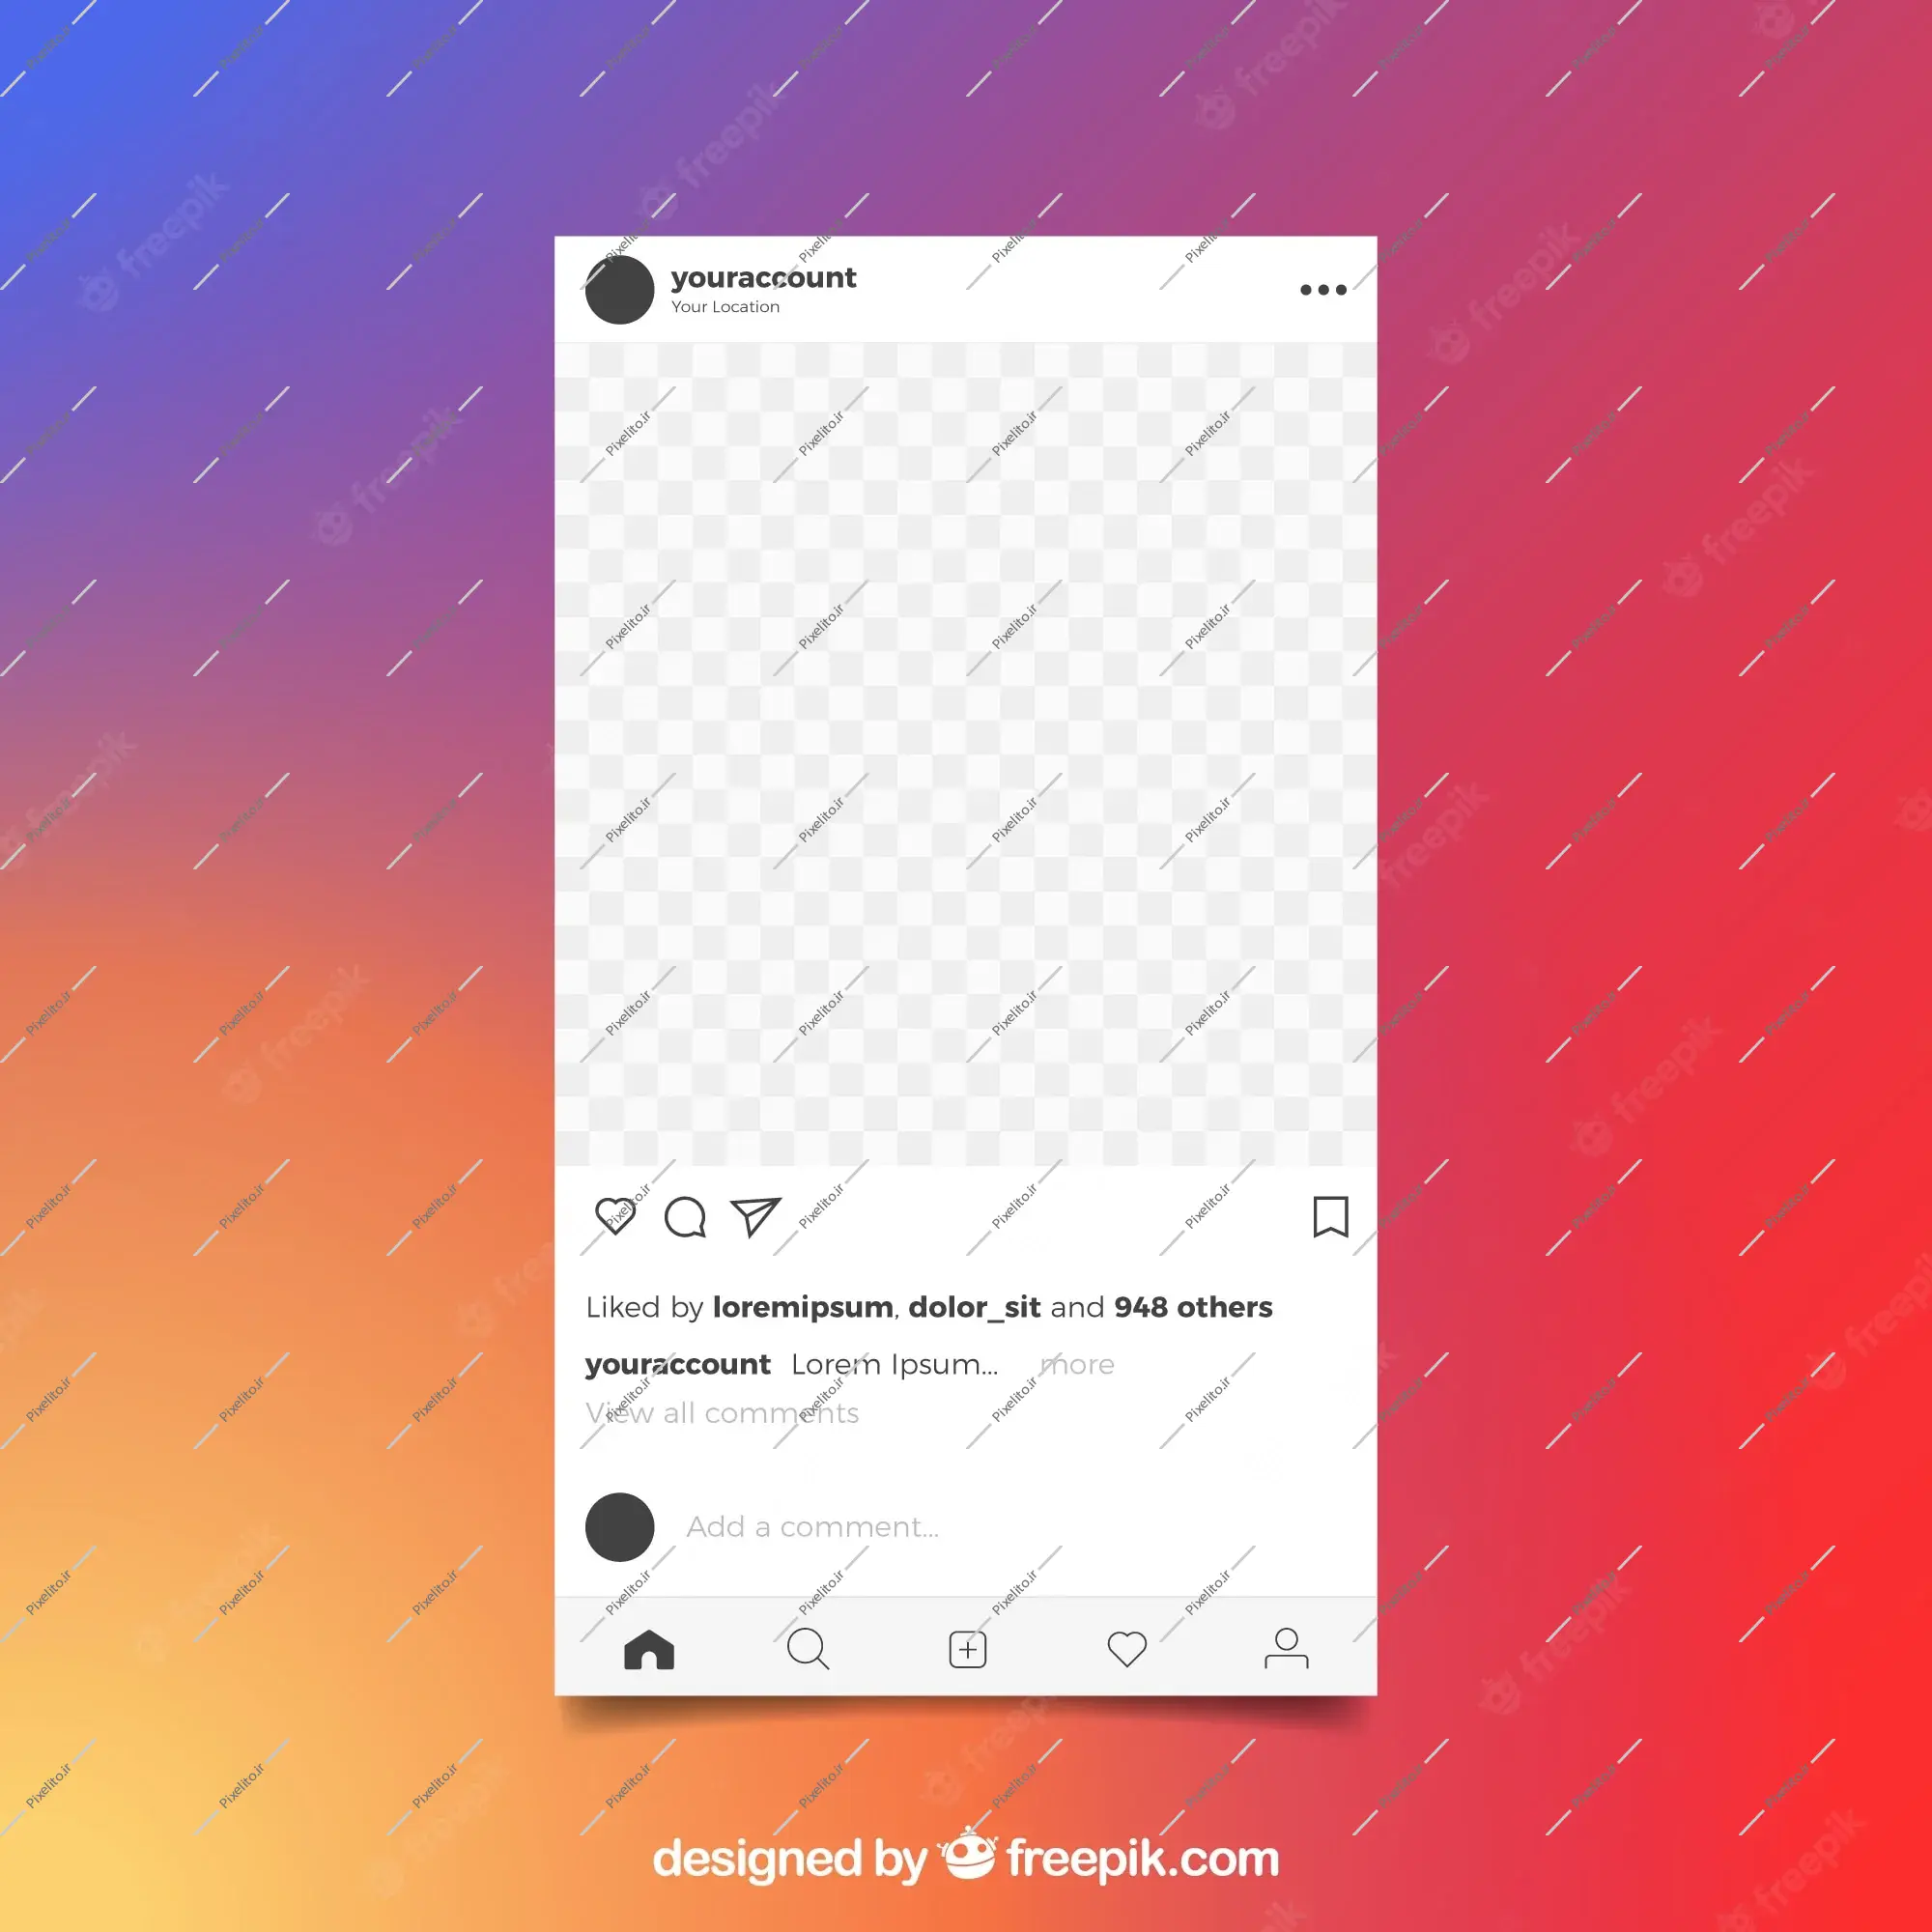 youraccount
Your Location
Liked by loremipsum, dolor_sit and 948 others
youraccount Lorem Ipsum... more
View all comments
Add a comment...
designed by freepik.com
Pixelito.ir
freepik